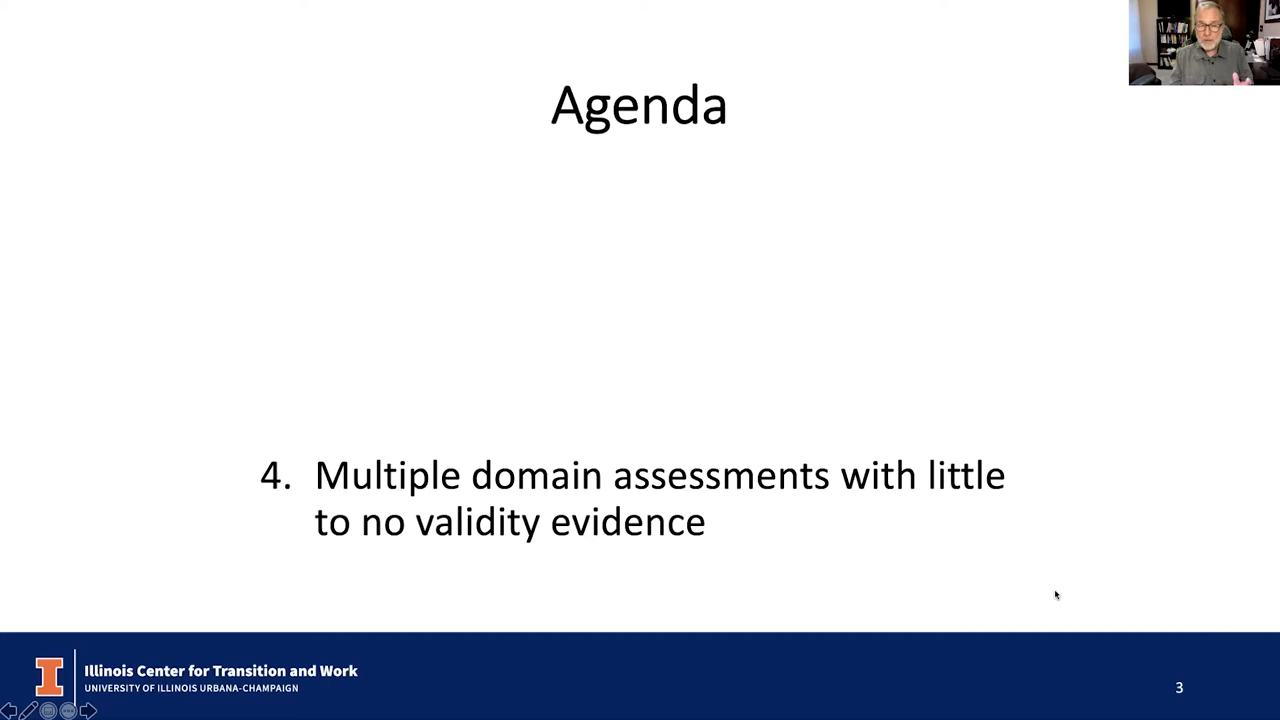 Agenda
4. Multiple domain assessments with little
to no validity evidence
I
Illinois Center for Transition and Work
UNIVERSITY OF ILLINOIS URBANA-CHAMPAIGN
3